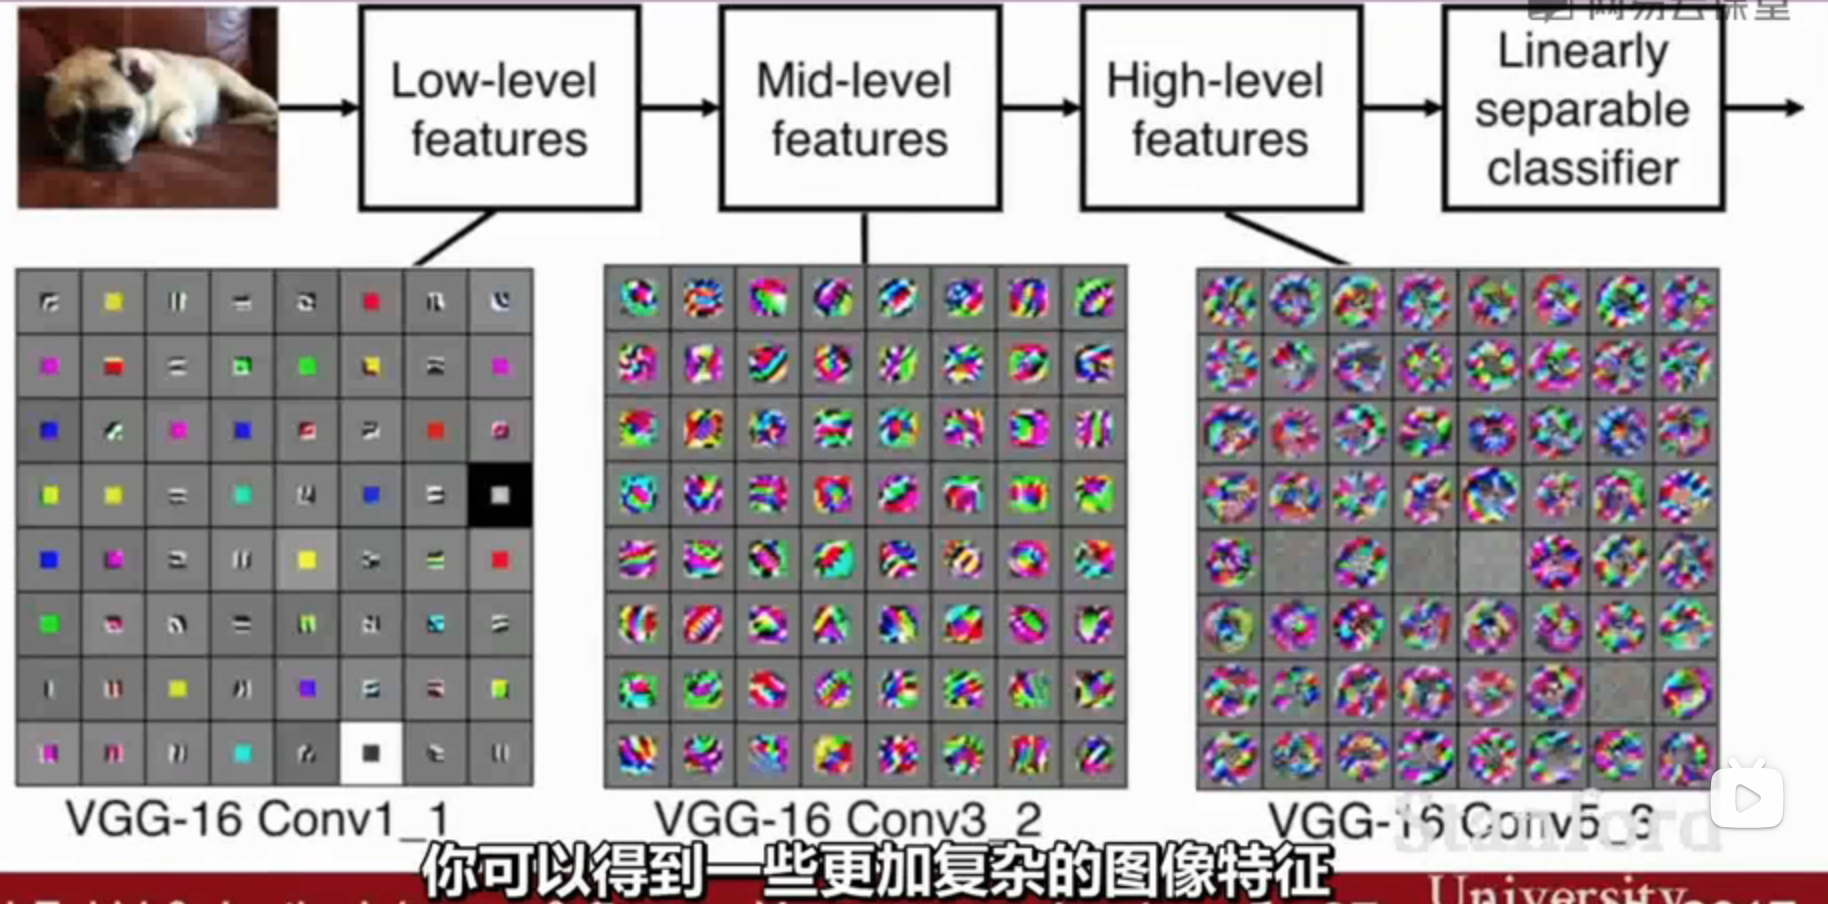 网易云课堂
Low-level
features
Mid-level
features
High-level
features
Linearly
separable
classifier
VGG-16 Conv1_1
VGG-16 Conv3_2
VGG-16 Conv5_3
Stanford
你可以得到一些更加复杂的图像特征
University